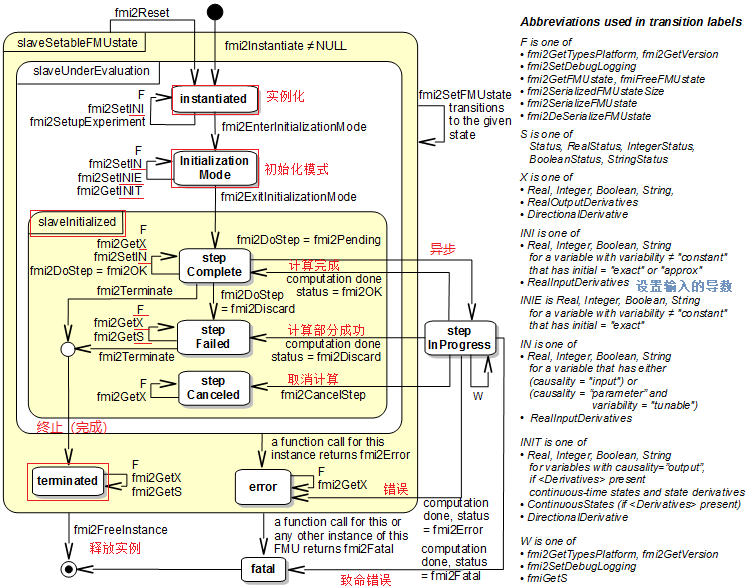 fmi2Reset
slaveSetableFMUstate
fmi2Instantiate ≠ NULL
slaveUnderEvaluation
F
fmi2SetINI
fmi2SetupExperiment
instantiated
实例化
fmi2SetFMUstate
transitions
to the given
state
fmi2EnterInitializationMode
F
fmi2SetIN
fmi2SetINIE
fmi2GetINIT
Initialization
Mode
初始化模式
fmi2ExitInitializationMode
slaveInitialized
F
fmi2GetX
fmi2SetIN
fmi2DoStep = fmi2OK
step
Complete
fmi2DoStep = fmi2Pending
异步
计算完成
computation done
status = fmi2OK
fmi2Terminate
fmi2DoStep
= fmi2Discard
F
fmi2GetX
fmi2GetS
step
Failed
计算部分成功
computation done
status = fmi2Discard
step
InProgress
fmi2Terminate
F
fmi2GetX
step
Canceled
取消计算
fmi2CancelStep
W
终止（完成）
a function call for this
instance returns fmi2Error
terminated
F
fmi2GetX
fmi2GetS
error
F
fmi2GetX
错误
computation
done, status
= fmi2Error
fmi2FreeInstance
释放实例
a function call for this or
any other instance of this
FMU returns fmi2Fatal
computation
done, status
= fmi2Fatal
fatal
致命错误
Abbreviations used in transition labels
F is one of
• fmi2GetTypesPlatform, fmi2GetVersion
• fmi2SetDebugLogging
• fmi2GetFMUstate, fmiFreeFMUstate
• fmi2SerializedFMUstateSize
• fmi2SerializeFMUstate
• fmi2DeSerializeFMUstate
S is one of
Status, RealStatus, IntegerStatus,
BooleanStatus, StringStatus
X is one of
• Real, Integer, Boolean, String,
• RealOutputDerivatives
• DirectionalDerivative
INI is one of
• Real, Integer, Boolean, String
for a variable with variability ≠ "constant"
that has initial = "exact" or "approx"
• RealInputDerivatives 设置输入的导数
INIE is Real, Integer, Boolean, String
for a variable with variability ≠ "constant"
that has initial = "exact"
IN is one of
• Real, Integer, Boolean, String
for a variable that has either
(causality = "input") or
(causality = "parameter" and
variability = "tunable")
• RealInputDerivatives
INIT is one of
• Real, Integer, Boolean, String
for variables with causality="output",
if <Derivatives> present
continuous-time states and state derivatives
• ContinuousStates (if <Derivatives> present)
• DirectionalDerivative
W is one of
• fmi2GetTypesPlatform, fmi2GetVersion
• fmi2SetDebugLogging
• fmiGetS